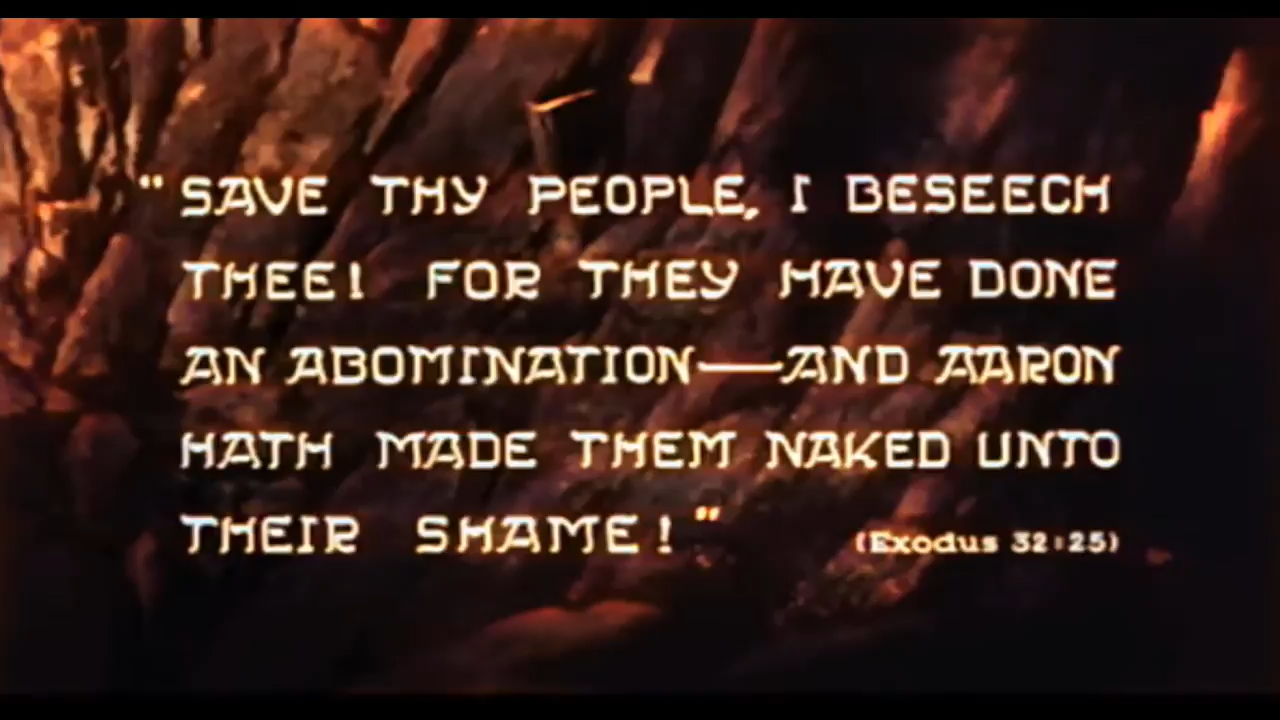 "SAVE THY PEOPLE, I BESEECH
THEE! FOR THEY HAVE DONE
AN ABOMINATION—AND AARON
HATH MADE THEM NAKED UNTO
THEIR SHAME!"
(Exodus 32:25)